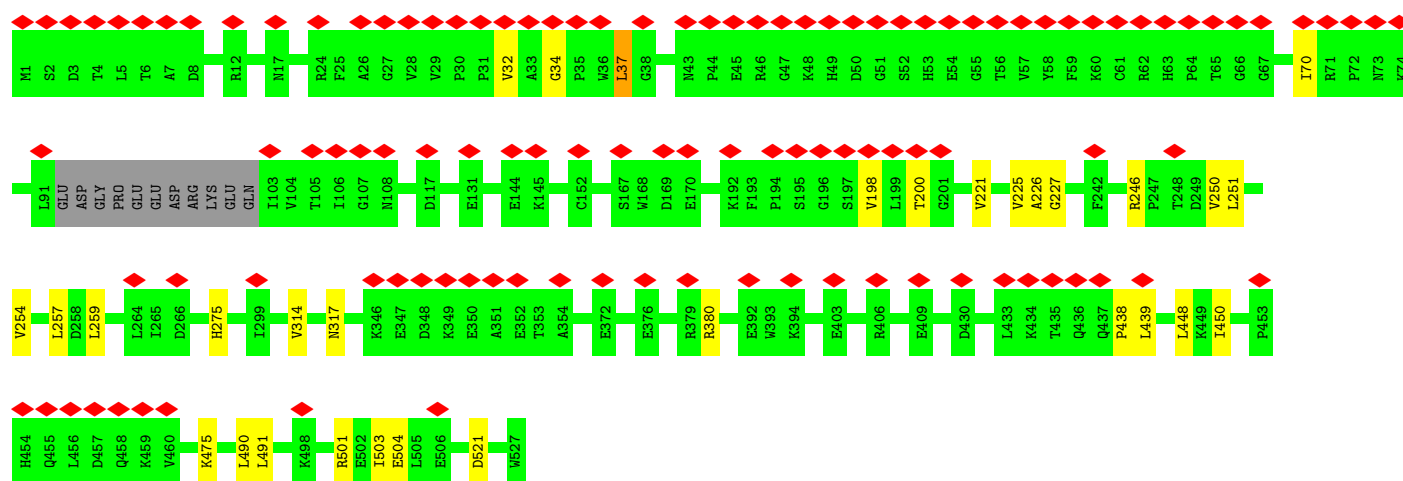 M1 S2 D3 T4 L5 T6 A7 D8 R12 N17 R24 F25 A26 G27 V28 V29 P30 P31 V32 A33 G34 P35 W36 L37 G38 N43 P44 E45 R46 G47 K48 H49 D50 G51 S52 H53 E54 G55 T56 V57 Y58 F59 K60 C61 R62 H63 P64 T65 G66 G67 I70 R71 P72 N73 K74
L91 GLU ASP GLY PRO GLU GLU ASP ARG LYS GLU GLN I103 V104 T105 I106 G107 N108 D117 E131 E144 K145 C152 S167 W168 D169 E170 K192 F193 P194 S195 G196 S197 V198 L199 T200 G201 V221 V225 A226 G227 F242 R246 P247 T248 D249 V250 L251
V254 L257 D258 L259 L264 I265 D266 H275 I299 V314 N317 K346 E347 D348 K349 E350 A351 E352 T353 A354 E372 E376 R379 R380 E392 W393 K394 E403 R406 E409 D430 L433 K434 T435 Q436 Q437 P438 L439 L448 K449 I450 P453
H454 Q455 L456 D457 Q458 K459 V460 K475 L490 L491 K498 R501 E502 I503 E504 L505 E506 D521 W527